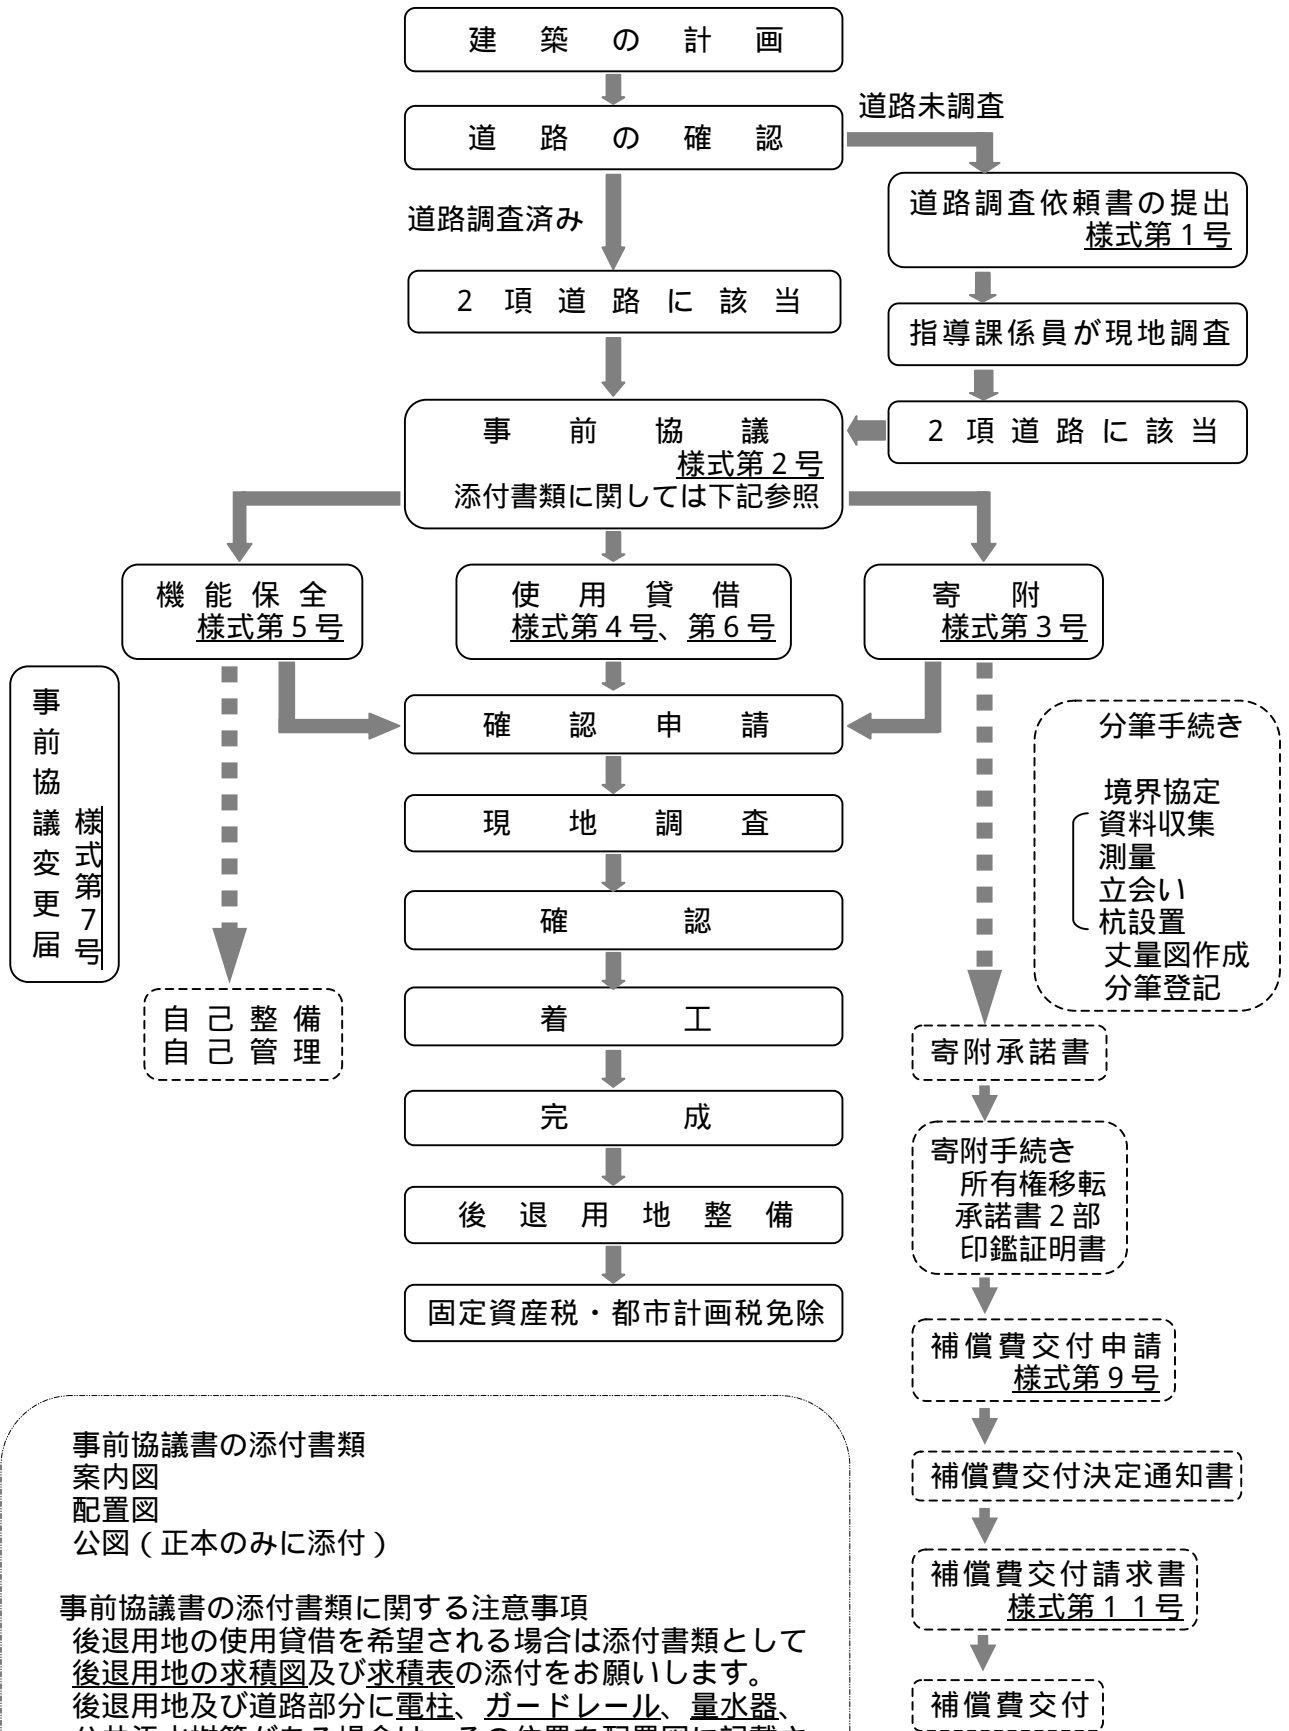 建築の計画
道路の確認
道路未調査
道路調査依頼書の提出
様式第1号
道路調査済み
2項道路に該当
指導課係員が現地調査
2項道路に該当
事前協議
様式第2号
添付書類に関しては下記参照
機能保全
様式第5号
使用貸借
様式第4号、第6号
寄附
様式第3号
事前協議変更届
様式第7号
確認申請
現地調査
確認
着工
完成
後退用地整備
固定資産税・都市計画税免除
自己整備
自己管理
分筆手続き
境界協定
資料収集
測量
立会い
杭設置
丈量図作成
分筆登記
寄附承諾書
寄附手続き
所有権移転
承諾書2部
印鑑証明書
補償費交付申請
様式第9号
補償費交付決定通知書
補償費交付請求書
様式第11号
補償費交付
事前協議書の添付書類
案内図
配置図
公図(正本のみに添付)
事前協議書の添付書類に関する注意事項
後退用地の使用貸借を希望される場合は添付書類として
後退用地の求積図及び求積表の添付をお願いします。
後退用地及び道路部分に電柱、ガードレール、量水器、